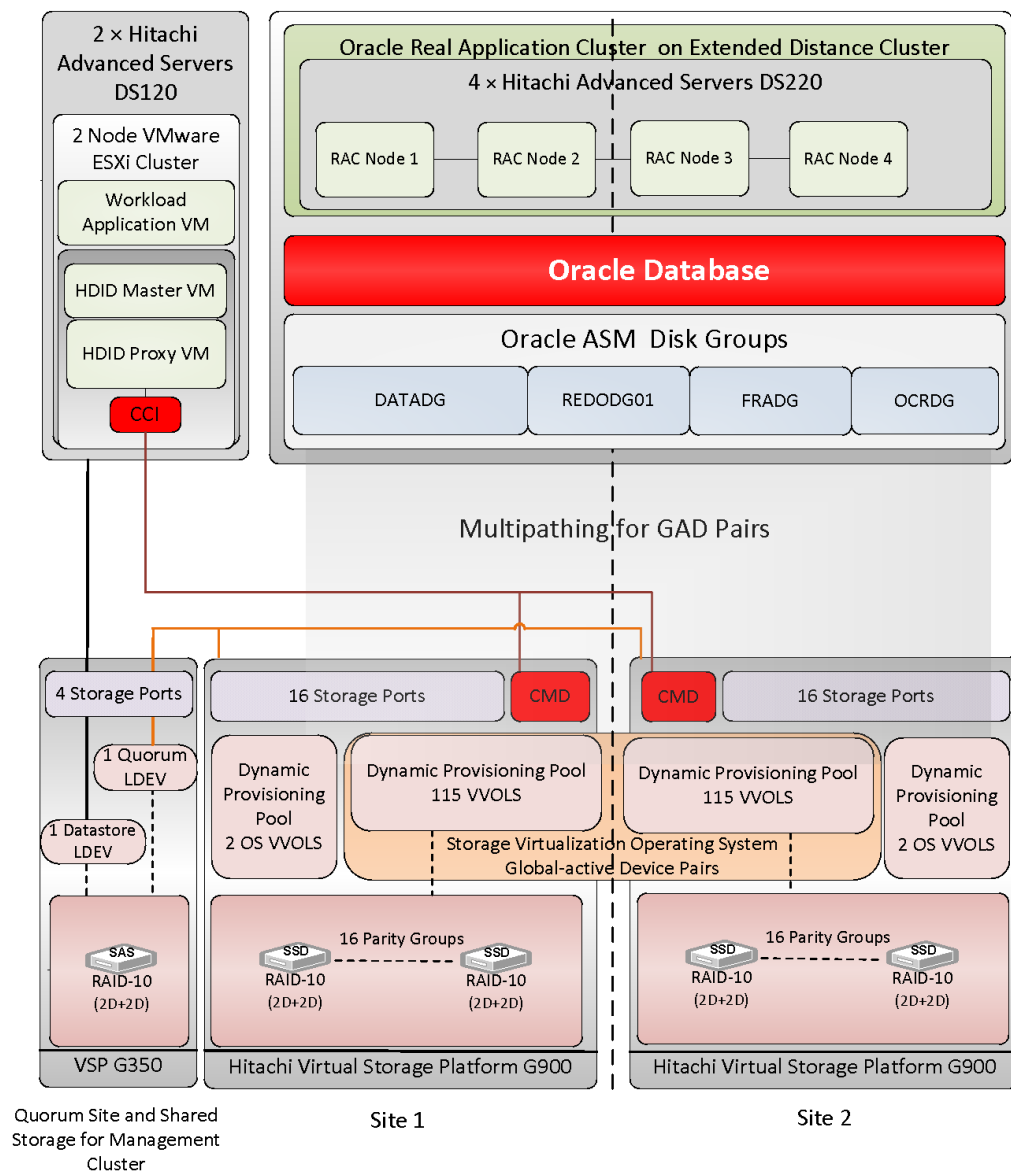 2 × Hitachi
Advanced Servers
DS120
2 Node VMware
ESXi Cluster
Workload
Application VM
HDID Master VM
HDID Proxy VM
CCI
Oracle Real Application Cluster on Extended Distance Cluster
4 × Hitachi Advanced Servers DS220
RAC Node 1
RAC Node 2
RAC Node 3
RAC Node 4
Oracle Database
Oracle ASM Disk Groups
DATADG
REDODG01
FRADG
OCRDG
Multipathing for GAD Pairs
4 Storage Ports
1 Quorum
LDEV
1 Datastore
LDEV
SAS
RAID-10
(2D+2D)
VSP G350
Quorum Site and Shared
Storage for Management
Cluster
16 Storage Ports
CMD
Dynamic
Provisioning
Pool
2 OS VVOLS
Dynamic Provisioning Pool
115 VVOLS
CMD
16 Storage Ports
Dynamic Provisioning Pool
115 VVOLS
Dynamic
Provisioning
Pool
2 OS VVOLS
Storage Virtualization Operating System
Global-active Device Pairs
16 Parity Groups
SSD
RAID-10
(2D+2D)
SSD
RAID-10
(2D+2D)
Hitachi Virtual Storage Platform G900
Site 1
16 Parity Groups
SSD
RAID-10
(2D+2D)
SSD
RAID-10
(2D+2D)
Hitachi Virtual Storage Platform G900
Site 2